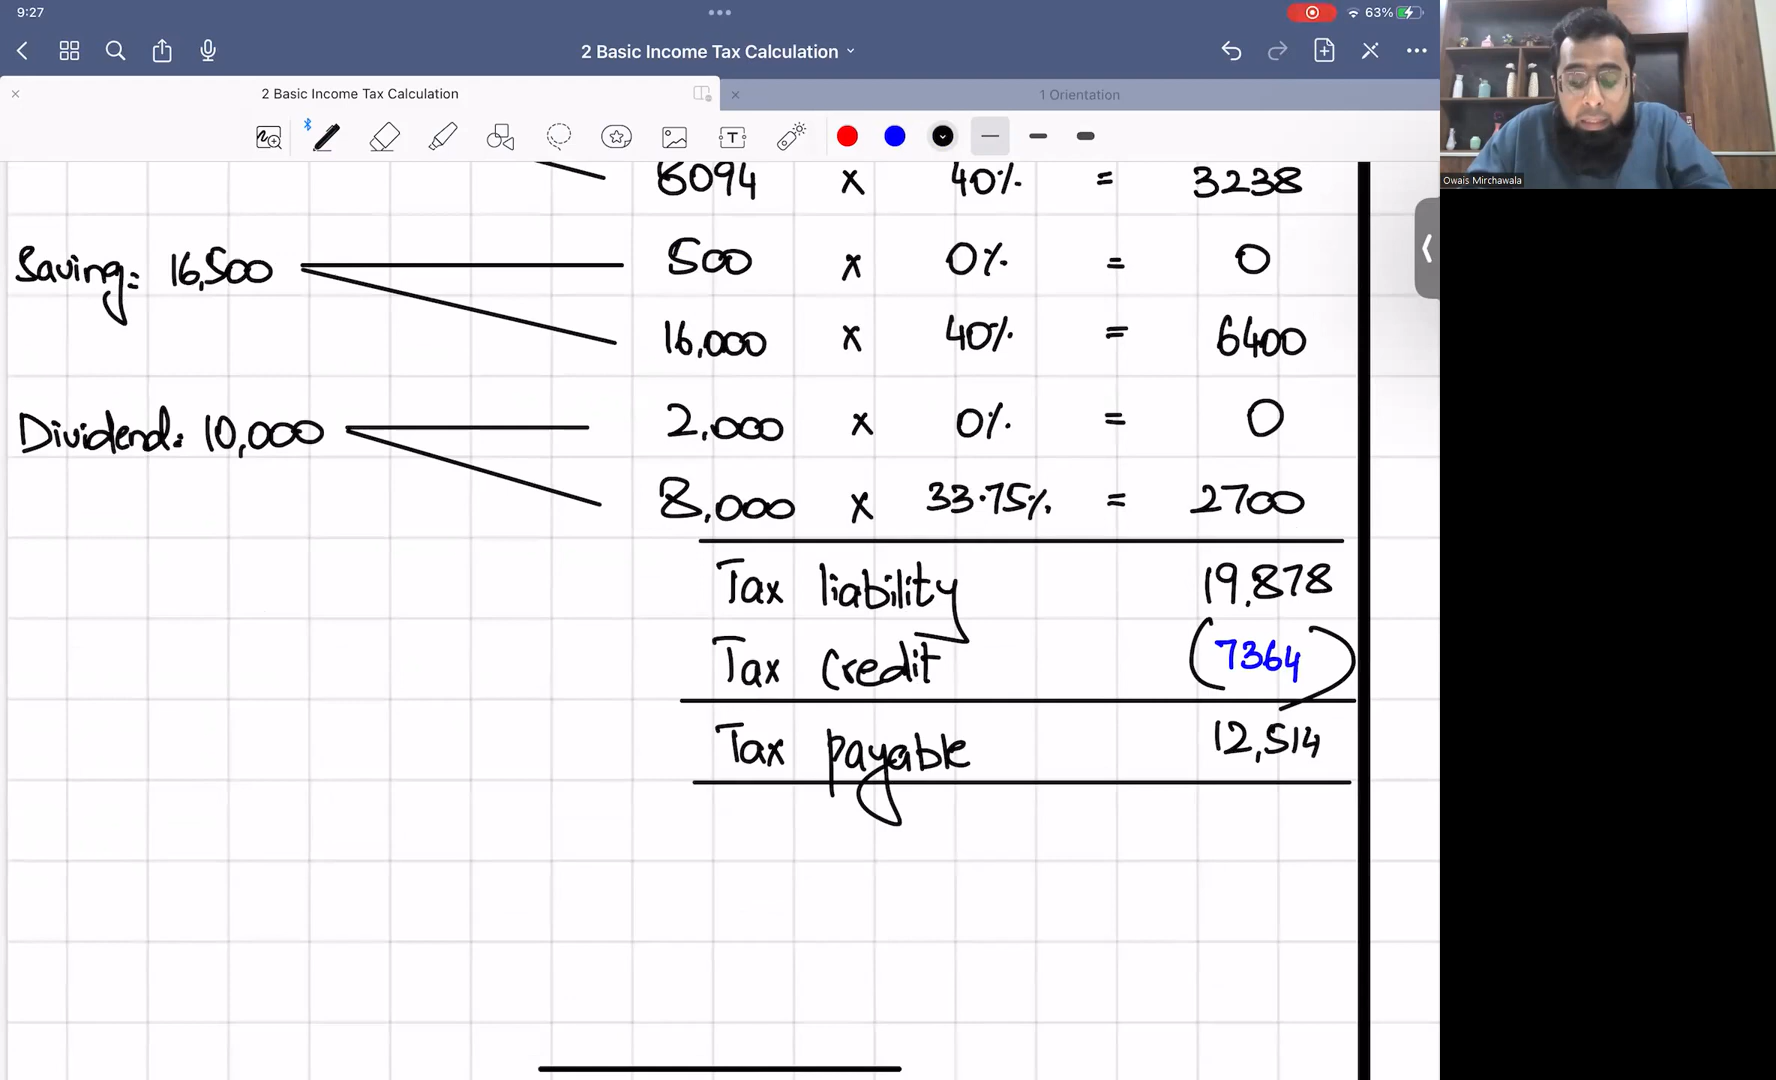 9:27
63%
2 Basic Income Tax Calculation
2 Basic Income Tax Calculation
1 Orientation
Owais Mirchawala
8094 x 40% = 3238
Saving: 16,500 500 x 0% = 0
16,000 x 40% = 6400
Dividend: 10,000 2,000 x 0% = 0
8,000 x 33.75% = 2700
Tax liability 19,878
Tax credit (7364)
Tax payable 12,514